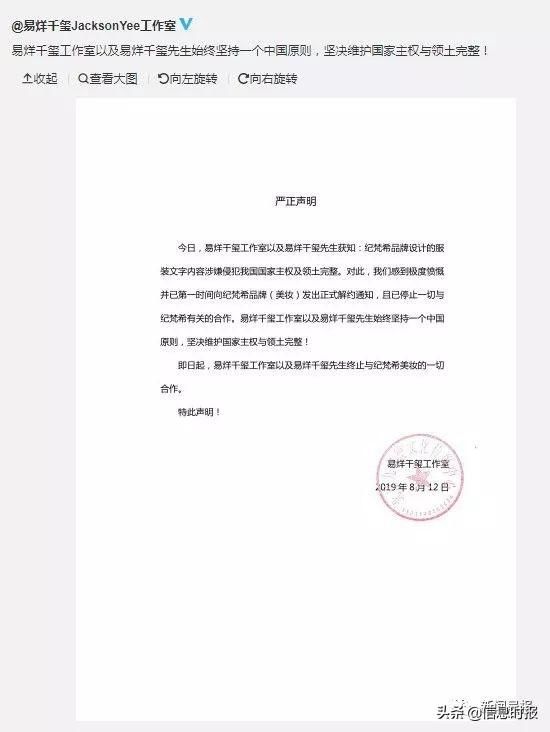 @易烊千玺JacksonYee工作室
易烊千玺工作室以及易烊千玺先生始终坚持一个中国原则，坚决维护国家主权与领土完整！
收起 查看大图 向左旋转 向右旋转
严正声明
今日，易烊千玺工作室以及易烊千玺先生获知：纪梵希品牌设计的服
装文字内容涉嫌侵犯我国国家主权及领土完整。对此，我们感到极度愤慨
并已第一时间向纪梵希品牌（美妆）发出正式解约通知，且已停止一切与
纪梵希有关的合作。易烊千玺工作室以及易烊千玺先生始终坚持一个中国
原则，坚决维护国家主权与领土完整！
即日起，易烊千玺工作室以及易烊千玺先生终止与纪梵希美妆的一切
合作。
特此声明！
易烊千玺工作室
2019年8月12日
新闻晨报
头条@信息时报